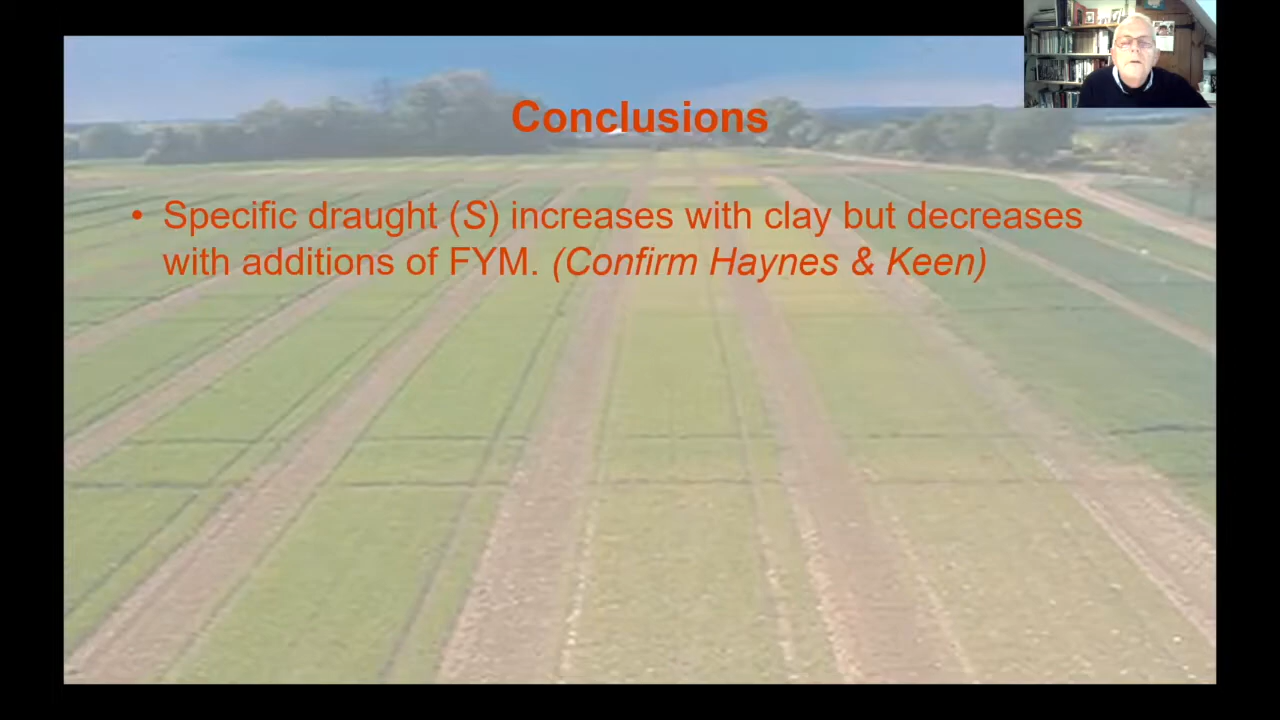 Conclusions
• Specific draught (S) increases with clay but decreases
with additions of FYM. (Confirm Haynes & Keen)